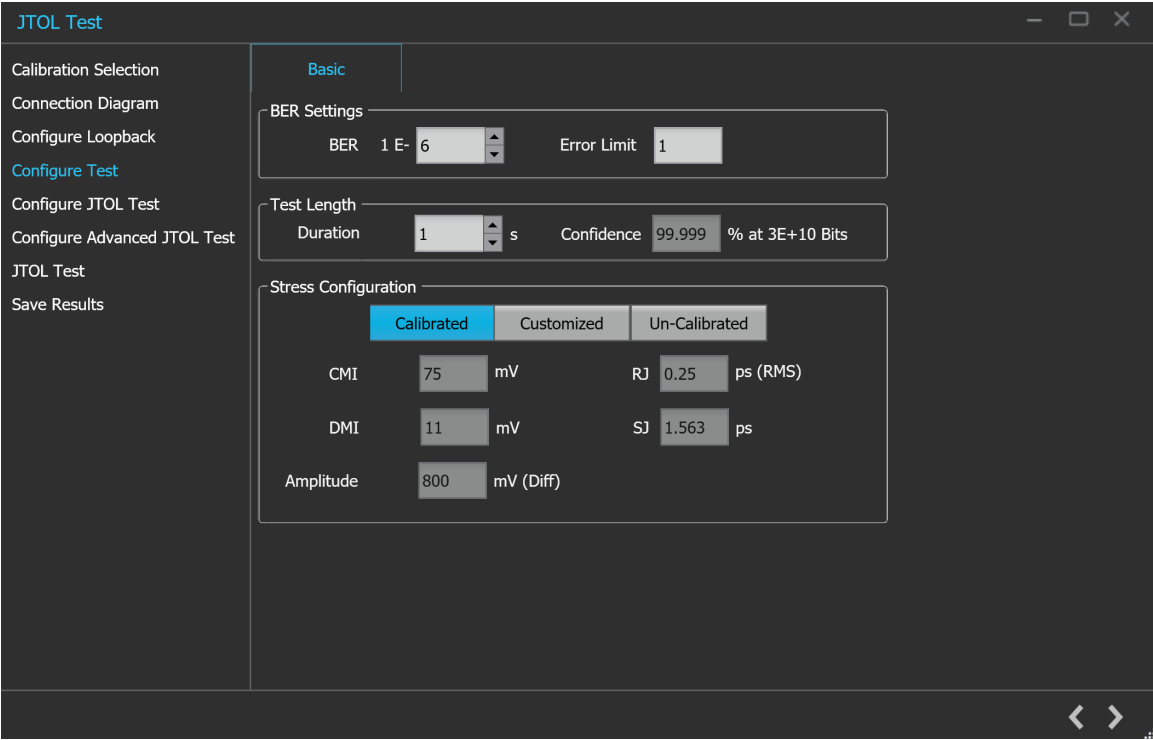 JTOL Test
Calibration Selection
Connection Diagram
Configure Loopback
Configure Test
Configure JTOL Test
Configure Advanced JTOL Test
JTOL Test
Save Results
Basic
BER Settings
BER 1 E- 6 Error Limit 1
Test Length
Duration 1 s Confidence 99.999 % at 3E+10 Bits
Stress Configuration
Calibrated Customized Un-Calibrated
CMI 75 mV RJ 0.25 ps (RMS)
DMI 11 mV SJ 1.563 ps
Amplitude 800 mV (Diff)